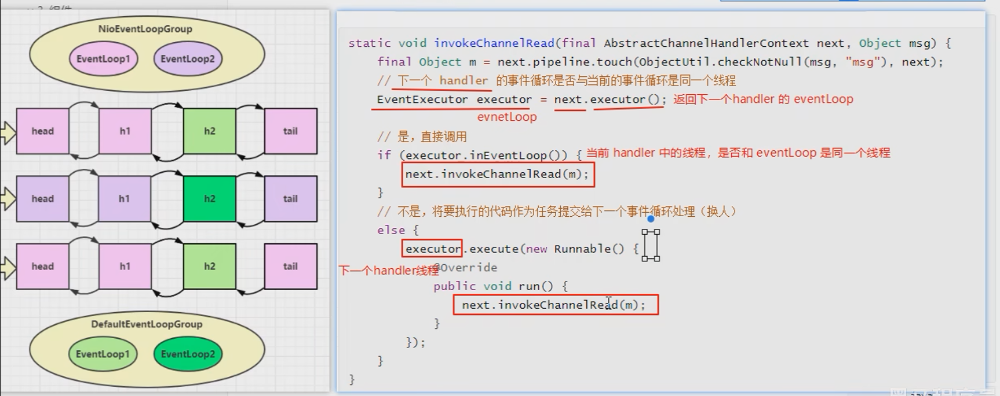 NioEventLoopGroup
EventLoop1
EventLoop2
head
h1
h2
tail
head
h1
h2
tail
head
h1
h2
tail
DefaultEventLoopGroup
EventLoop1
EventLoop2
static void invokeChannelRead(final AbstractChannelHandlerContext next, Object msg) {
final Object m = next.pipeline.touch(ObjectUtil.checkNotNull(msg, "msg"), next);
// 下一个 handler 的事件循环是否与当前的事件循环是同一个线程
EventExecutor executor = next.executor(); 返回下一个handler 的 eventLoop
evnetLoop
// 是，直接调用
if (executor.inEventLoop()) { 当前 handler 中的线程，是否和 eventLoop 是同一个线程
next.invokeChannelRead(m);
}
// 不是，将要执行的代码作为任务提交给下一个事件循环处理（换人）
else {
executor.execute(new Runnable() {
下一个handler线程
@Override
public void run() {
next.invokeChannelRead(m);
}
});
}
}